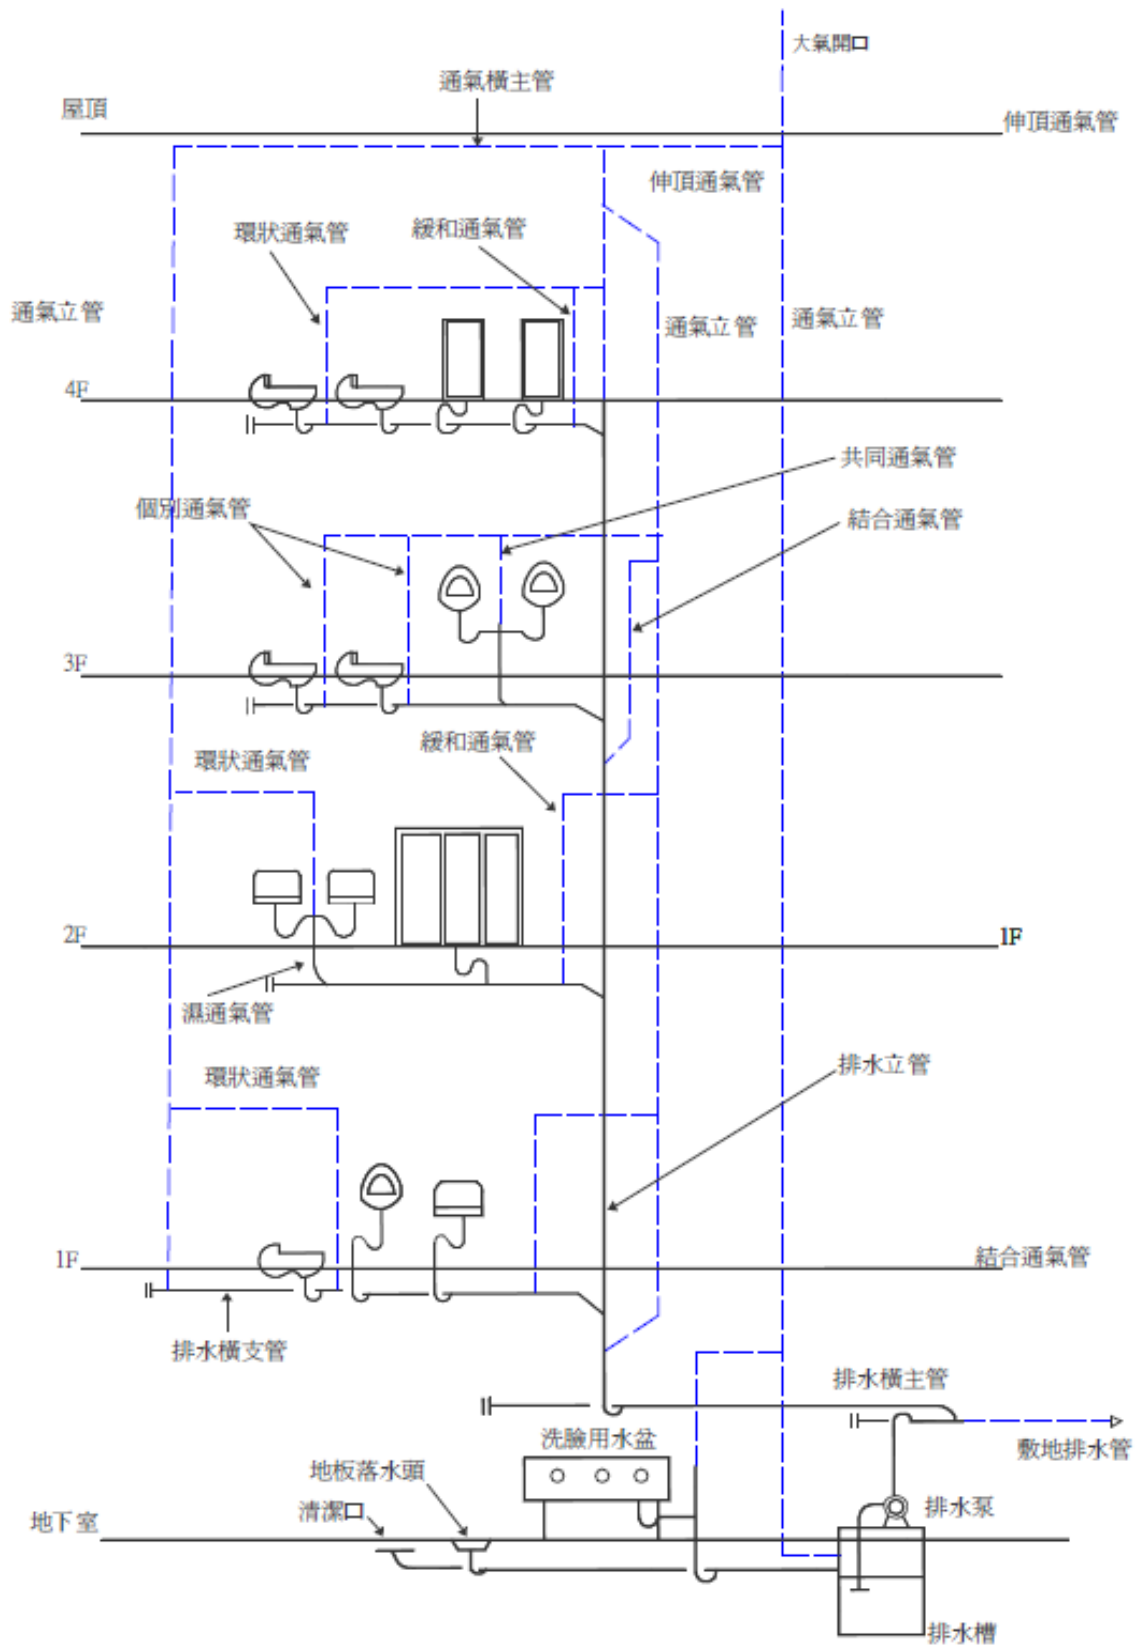 大氣開口
通氣橫主管
屋頂
伸頂通氣管
伸頂通氣管
環狀通氣管
緩和通氣管
通氣立管
通氣立管
通氣立管
4F
共同通氣管
個別通氣管
結合通氣管
3F
緩和通氣管
環狀通氣管
2F
1F
濕通氣管
排水立管
環狀通氣管
1F
結合通氣管
排水橫支管
排水橫主管
洗臉用水盆
敷地排水管
地板落水頭
清潔口
排水泵
地下室
排水槽